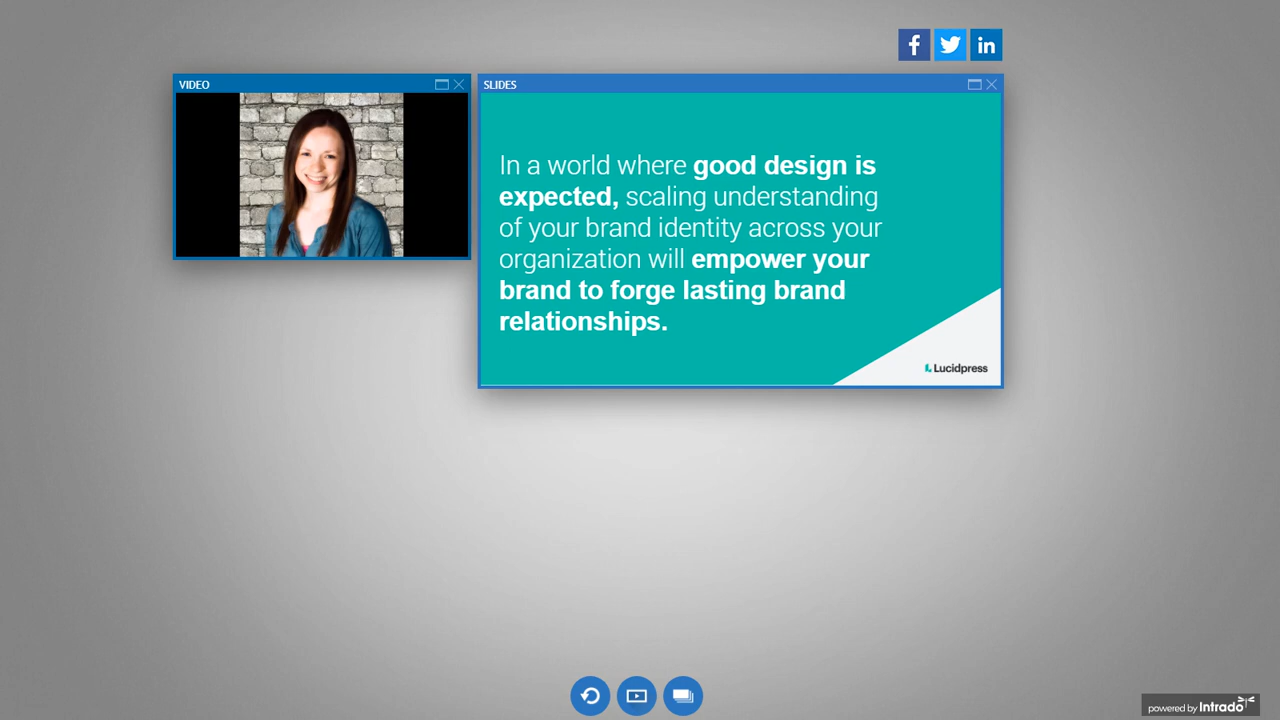 VIDEO
SLIDES
In a world where good design is
expected, scaling understanding
of your brand identity across your
organization will empower your
brand to forge lasting brand
relationships.
Lucidpress
powered by Intrado